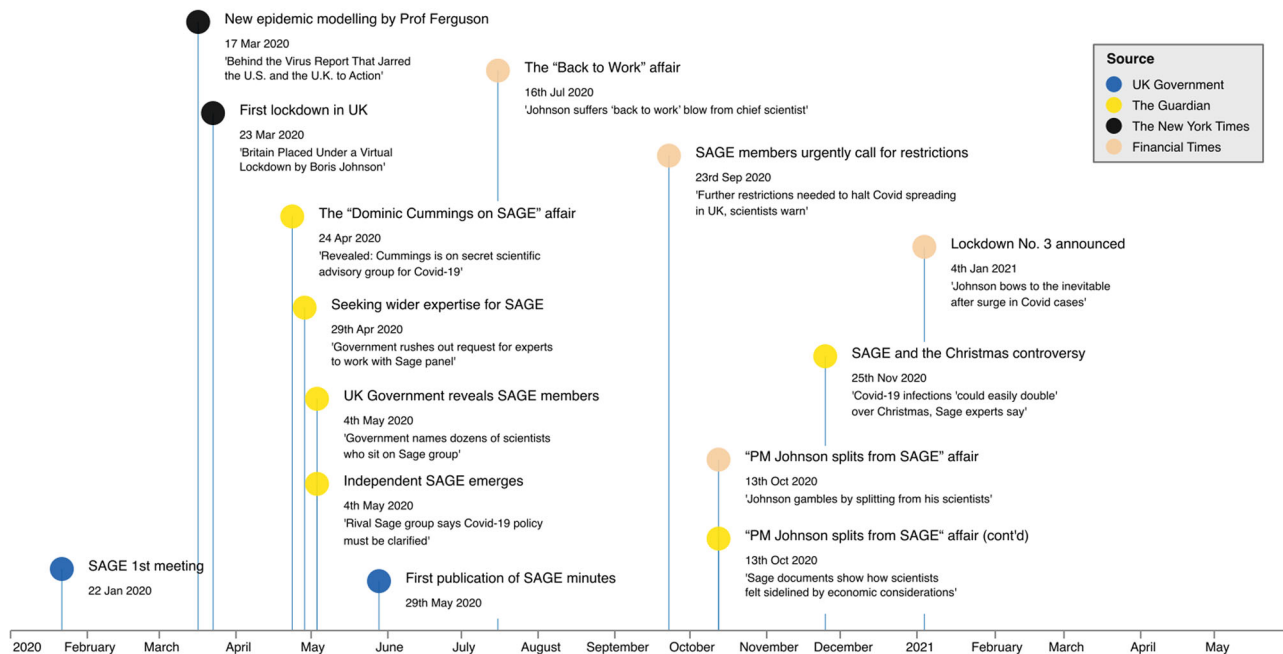 New epidemic modelling by Prof Ferguson
17 Mar 2020
'Behind the Virus Report That Jarred
the U.S. and the U.K. to Action'
First lockdown in UK
23 Mar 2020
'Britain Placed Under a Virtual
Lockdown by Boris Johnson'
The “Back to Work” affair
16th Jul 2020
'Johnson suffers ‘back to work’ blow from chief scientist'
Source
UK Government
The Guardian
The New York Times
Financial Times
SAGE members urgently call for restrictions
23rd Sep 2020
'Further restrictions needed to halt Covid spreading
in UK, scientists warn'
The “Dominic Cummings on SAGE” affair
24 Apr 2020
'Revealed: Cummings is on secret scientific
advisory group for Covid-19'
Lockdown No. 3 announced
4th Jan 2021
'Johnson bows to the inevitable
after surge in Covid cases'
Seeking wider expertise for SAGE
29th Apr 2020
'Government rushes out request for experts
to work with Sage panel'
SAGE and the Christmas controversy
25th Nov 2020
'Covid-19 infections 'could easily double'
over Christmas, Sage experts say'
UK Government reveals SAGE members
4th May 2020
'Government names dozens of scientists
who sit on Sage group'
“PM Johnson splits from SAGE” affair
13th Oct 2020
'Johnson gambles by splitting from his scientists'
Independent SAGE emerges
4th May 2020
'Rival Sage group says Covid-19 policy
must be clarified'
“PM Johnson splits from SAGE“ affair (cont'd)
13th Oct 2020
'Sage documents show how scientists
felt sidelined by economic considerations'
SAGE 1st meeting
22 Jan 2020
First publication of SAGE minutes
29th May 2020
2020 February March April May June July August September October November December 2021 February March April May